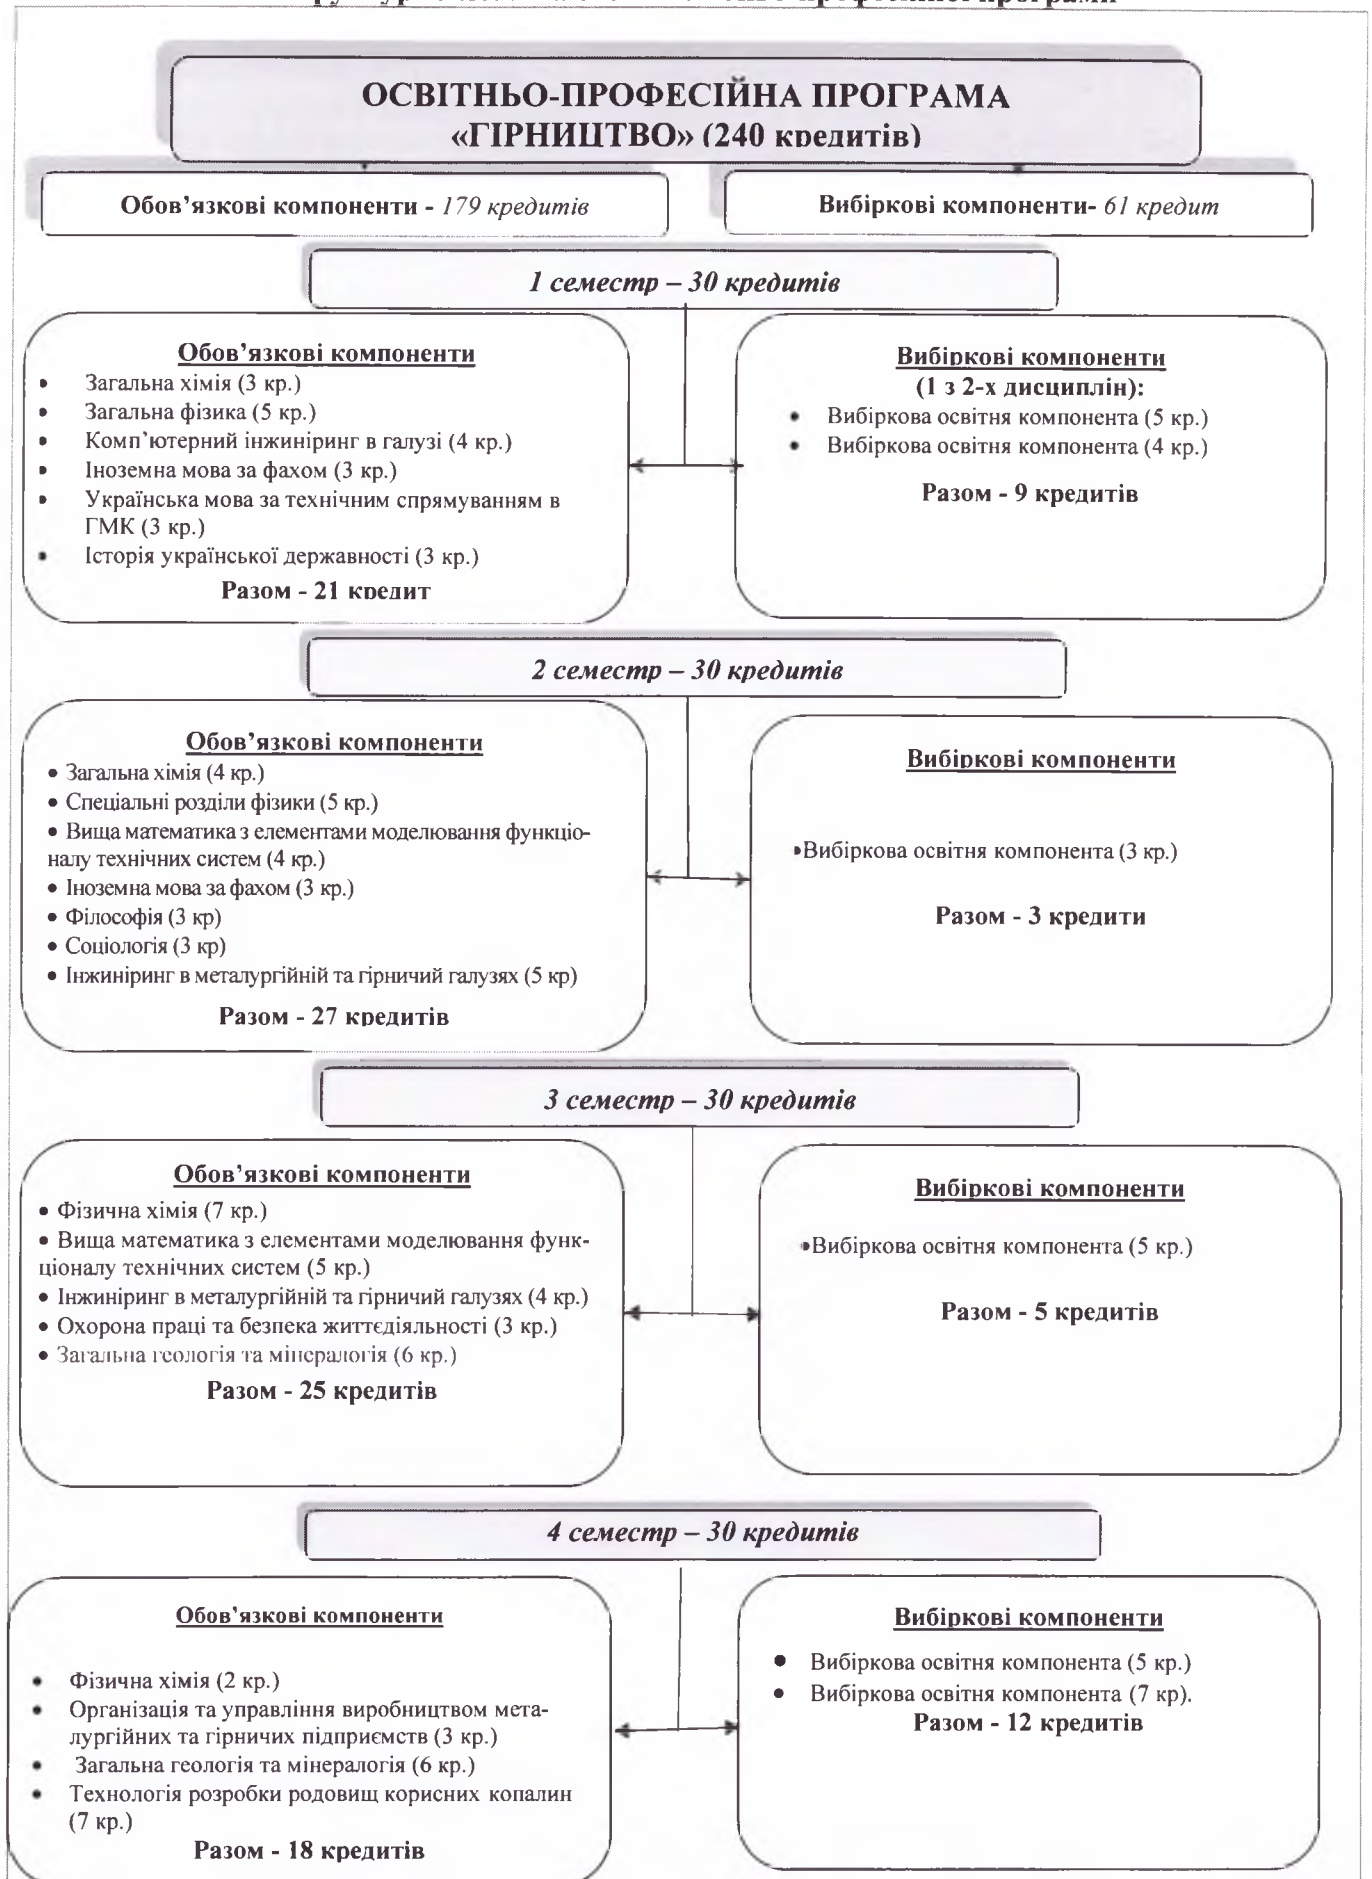 ОСВІТНЬО-ПРОФЕСІЙНА ПРОГРАМА
«ГІРНИЦТВО» (240 кредитів)
Обов’язкові компоненти - 179 кредитів
Вибіркові компоненти- 61 кредит
1 семестр – 30 кредитів
Обов’язкові компоненти
• Загальна хімія (3 кр.)
• Загальна фізика (5 кр.)
• Комп’ютерний інжиніринг в галузі (4 кр.)
• Іноземна мова за фахом (3 кр.)
• Українська мова за технічним спрямуванням в
ГМК (3 кр.)
• Історія української державності (3 кр.)
Разом - 21 кредит
Вибіркові компоненти
(1 з 2-х дисциплін):
• Вибіркова освітня компонента (5 кр.)
• Вибіркова освітня компонента (4 кр.)
Разом - 9 кредитів
2 семестр – 30 кредитів
Обов’язкові компоненти
• Загальна хімія (4 кр.)
• Спеціальні розділи фізики (5 кр.)
• Вища математика з елементами моделювання функціо-
налу технічних систем (4 кр.)
• Іноземна мова за фахом (3 кр.)
• Філософія (3 кр)
• Соціологія (3 кр)
• Інжиніринг в металургійній та гірничий галузях (5 кр)
Разом - 27 кредитів
Вибіркові компоненти
•Вибіркова освітня компонента (3 кр.)
Разом - 3 кредити
3 семестр – 30 кредитів
Обов’язкові компоненти
• Фізична хімія (7 кр.)
• Вища математика з елементами моделювання функ-
ціоналу технічних систем (5 кр.)
• Інжиніринг в металургійній та гірничий галузях (4 кр.)
• Охорона праці та безпека життєдіяльності (3 кр.)
• Загальна геологія та мінералогія (6 кр.)
Разом - 25 кредитів
Вибіркові компоненти
•Вибіркова освітня компонента (5 кр.)
Разом - 5 кредитів
4 семестр – 30 кредитів
Обов’язкові компоненти
• Фізична хімія (2 кр.)
• Організація та управління виробництвом мета-
лургійних та гірничих підприємств (3 кр.)
• Загальна геологія та мінералогія (6 кр.)
• Технологія розробки родовищ корисних копалин
(7 кр.)
Разом - 18 кредитів
Вибіркові компоненти
• Вибіркова освітня компонента (5 кр.)
• Вибіркова освітня компонента (7 кр).
Разом - 12 кредитів